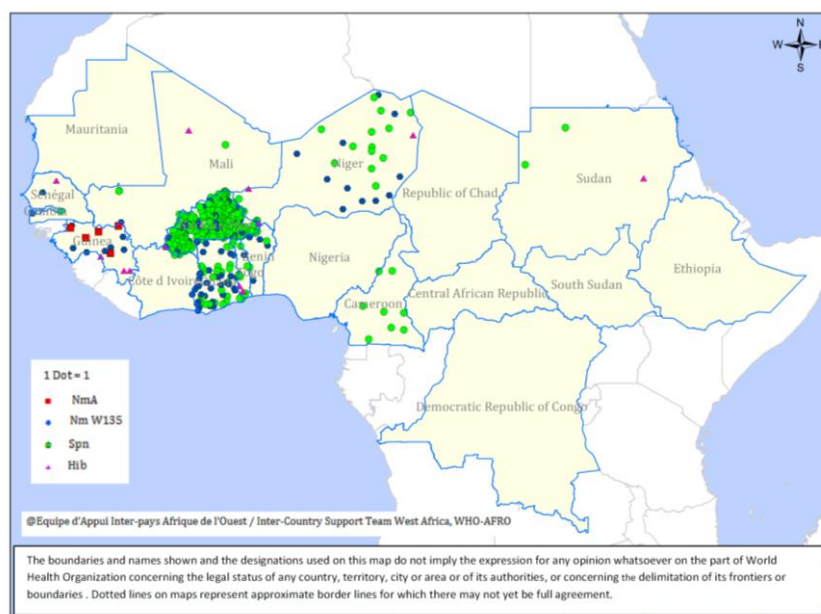 N
W E
S
Mauritania
Mali
Niger
Republic of Chad
Sudan
Sénégal
Gambia
Guinea
Benin
Togo
Côte d Ivoire
Nigeria
Cameroon
Central African Republic
South Sudan
Ethiopia
Democratic Republic of Congo
1 Dot = 1
NmA
Nm W135
Spn
Hib
@Equipe d'Appui Inter-pays Afrique de l'Ouest / Inter-Country Support Team West Africa, WHO-AFRO
The boundaries and names shown and the designations used on this map do not imply the expression for any opinion whatsoever on the part of World
Health Organization concerning the legal status of any country, territory, city or area or of its authorities, or concerning the delimitation of its frontiers or
boundaries . Dotted lines on maps represent approximate border lines for which there may not yet be full agreement.